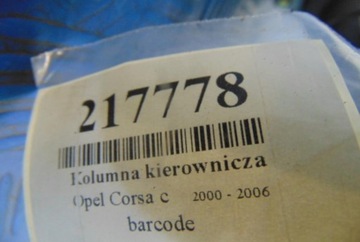 217778
Kolumna kierownicza
Opel Corsa c 2000 - 2006
barcode